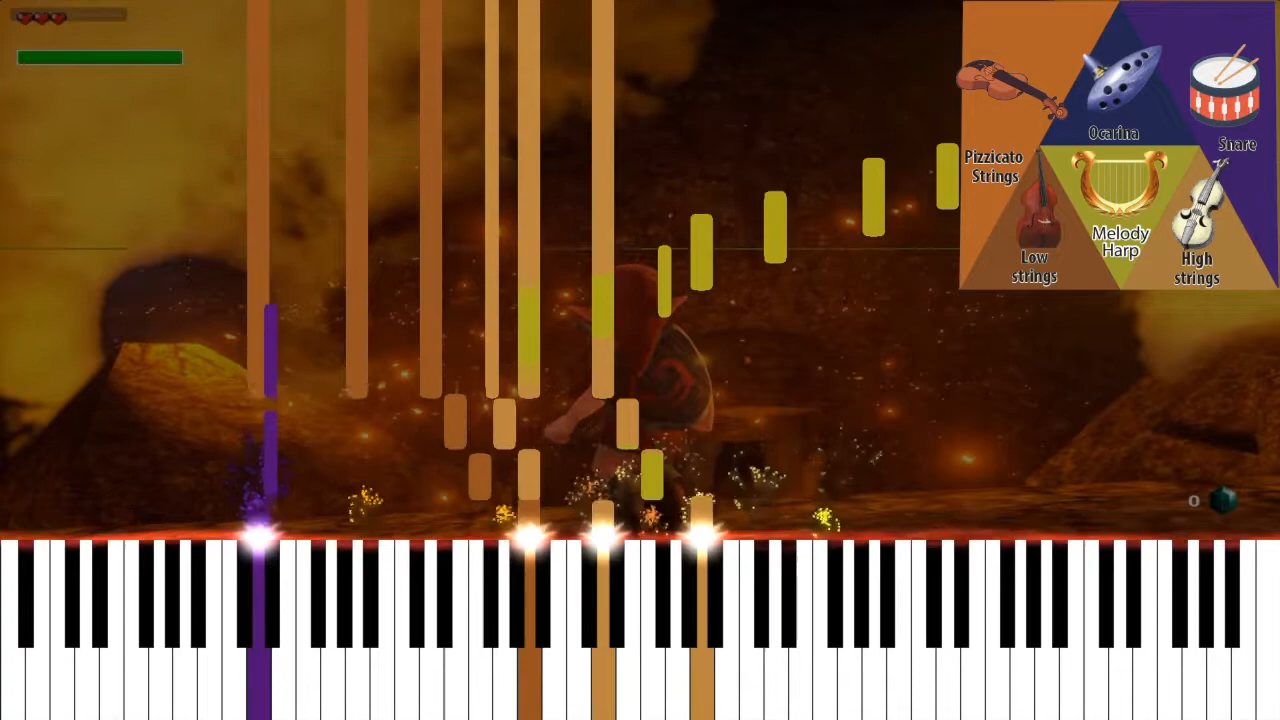 Ocarina
Snare
Pizzicato
Strings
Melody
Harp
Low
strings
High
strings
0